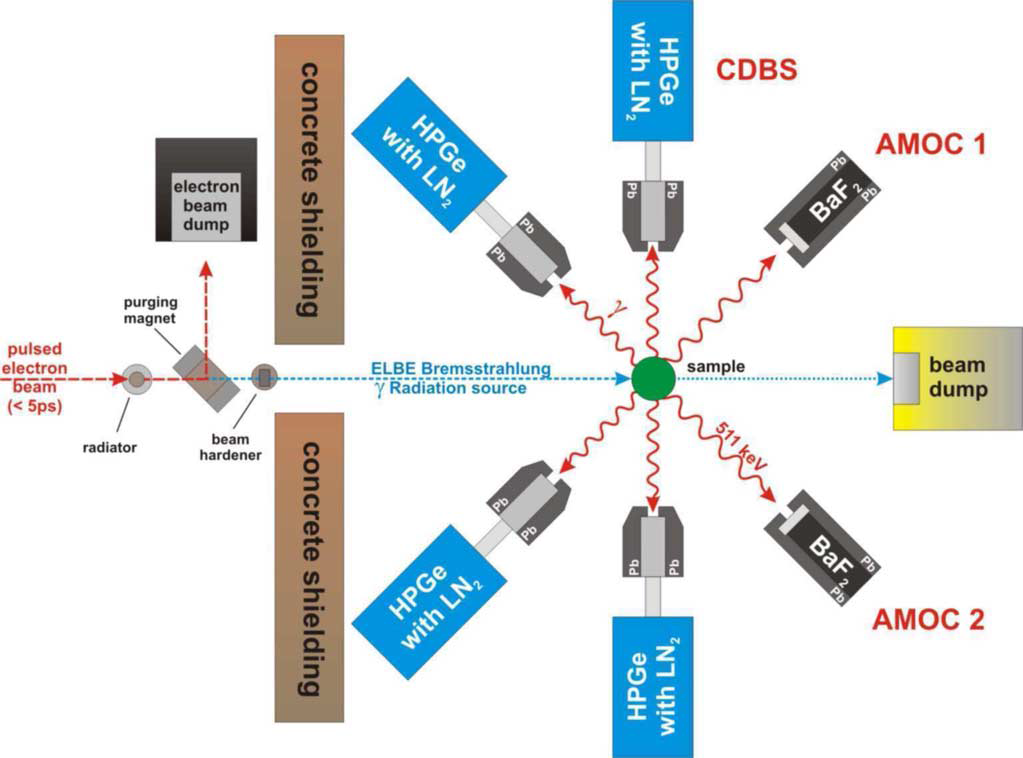 HPGe
with LN2
CDBS
concrete shielding
HPGe
with LN2
AMOC 1
Pb
BaF2
Pb
Pb
Pb
electron
beam
dump
Pb
Pb
purging
magnet
γ
pulsed
electron
beam
(< 5ps)
ELBE Bremsstrahlung
γ Radiation source
sample
beam
dump
radiator
beam
hardener
511 keV
concrete shielding
Pb
Pb
Pb
Pb
BaF2
Pb
Pb
HPGe
with LN2
AMOC 2
HPGe
with LN2